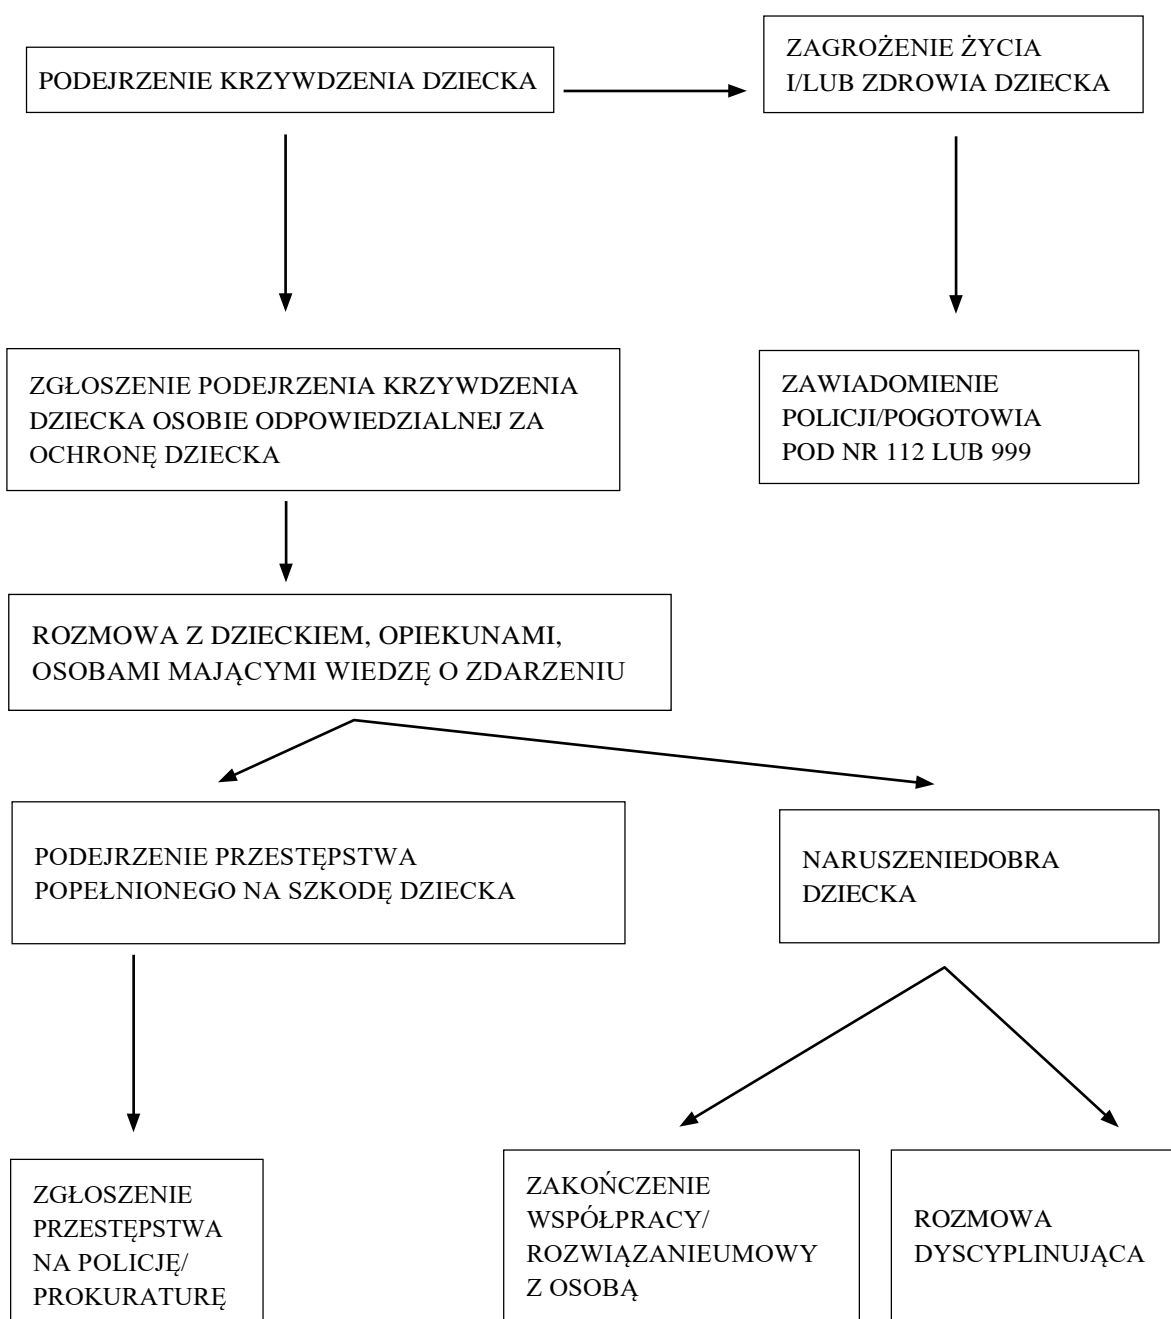 PODEJRZENIE KRZYWDZENIA DZIECKA
ZAGROŻENIE ŻYCIA
I/LUB ZDROWIA DZIECKA
ZGŁOSZENIE PODEJRZENIA KRZYWDZENIA
DZIECKA OSOBIE ODPOWIEDZIALNEJ ZA
OCHRONĘ DZIECKA
ZAWIADOMIENIE
POLICJI/POGOTOWIA
POD NR 112 LUB 999
ROZMOWA Z DZIECKIEM, OPIEKUNAMI,
OSOBAMI MAJĄCYMI WIEDZĘ O ZDARZENIU
PODEJRZENIE PRZESTĘPSTWA
POPEŁNIONEGO NA SZKODĘ DZIECKA
NARUSZENIEDOBRA
DZIECKA
ZGŁOSZENIE
PRZESTĘPSTWA
NA POLICJĘ/
PROKURATURĘ
ZAKOŃCZENIE
WSPÓŁPRACY/
ROZWIĄZANIEUMOWY
Z OSOBĄ
ROZMOWA
DYSCYPLINUJĄCA